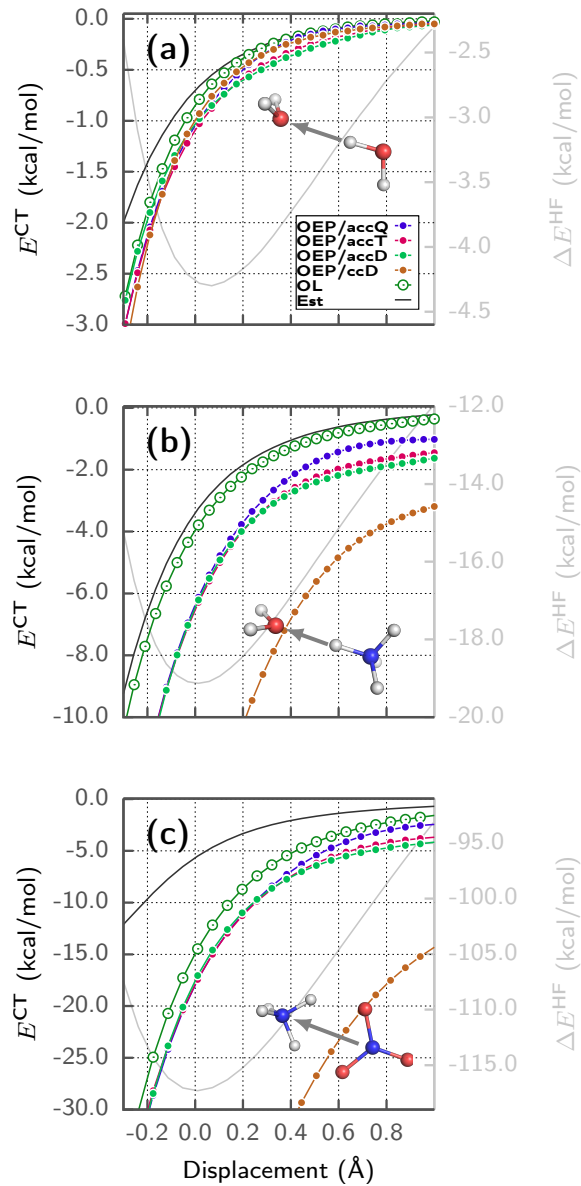 (a)
0.0
-0.5
-1.0
-1.5
-2.0
-2.5
-3.0
E^CT (kcal/mol)
-2.5
-3.0
-3.5
-4.0
-4.5
ΔE^HF (kcal/mol)
OEP/accQ
OEP/accT
OEP/accD
OEP/ccD
OL
Est
(b)
0.0
-2.0
-4.0
-6.0
-8.0
-10.0
E^CT (kcal/mol)
-12.0
-14.0
-16.0
-18.0
-20.0
ΔE^HF (kcal/mol)
(c)
0.0
-5.0
-10.0
-15.0
-20.0
-25.0
-30.0
E^CT (kcal/mol)
-95.0
-100.0
-105.0
-110.0
-115.0
ΔE^HF (kcal/mol)
-0.2 0.0 0.2 0.4 0.6 0.8
Displacement (Å)